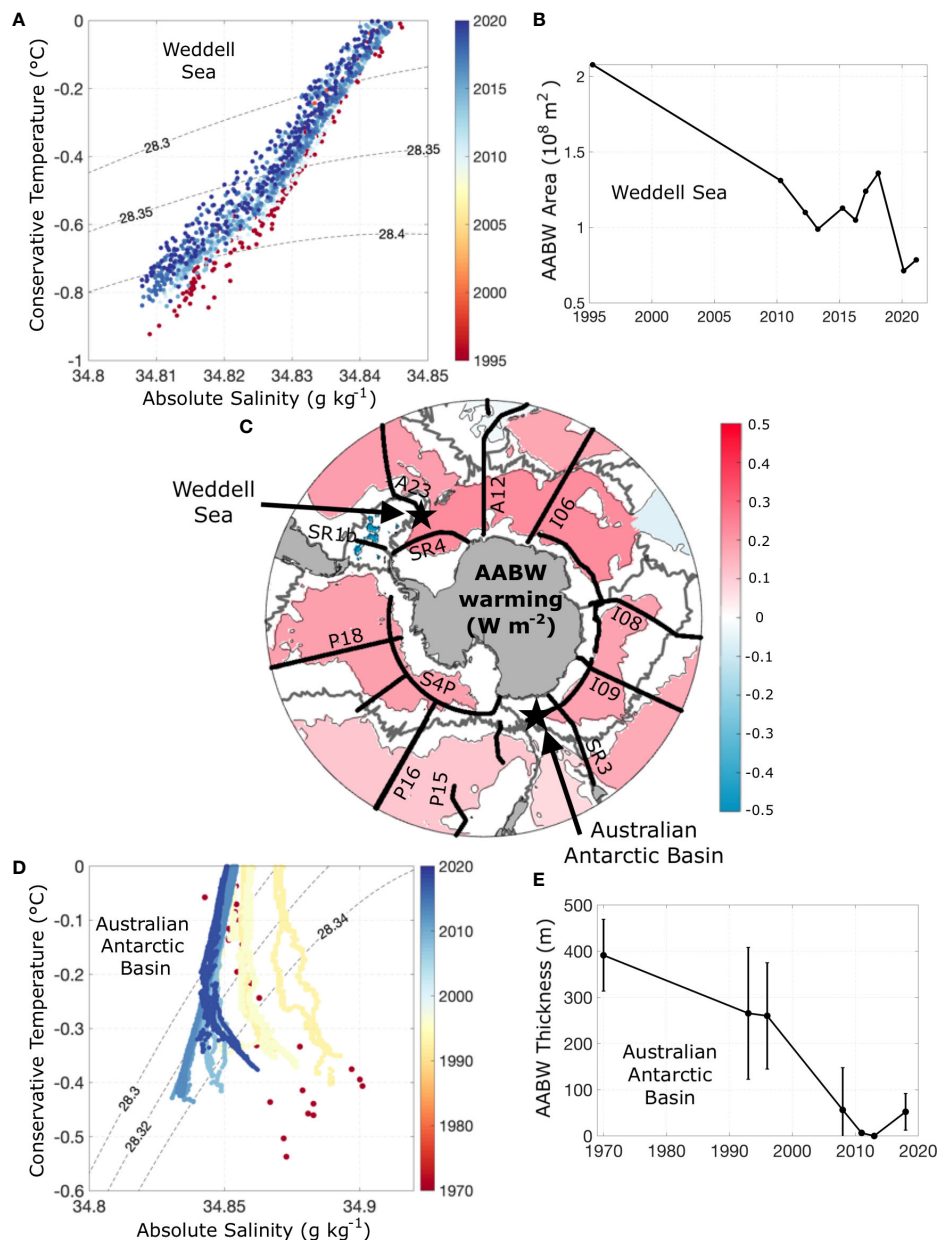 A
Weddell
Sea
Conservative Temperature (°C)
0
-0.2
-0.4
-0.6
-0.8
-1
28.3
28.35
28.35
28.4
34.8
34.81
34.82
34.83
34.84
34.85
Absolute Salinity (g kg-1)
2020
2015
2010
2005
2000
1995
B
AABW Area (10^8 m^2 )
2
1.5
1
0.5
Weddell Sea
1995
2000
2005
2010
2015
2020
C
Weddell
Sea
A23
A12
I06
SR1b
SR4
AABW
warming
(W m-2)
I08
P18
S4P
I09
SR3
P16
P15
Australian
Antarctic Basin
0.5
0.4
0.3
0.2
0.1
0
-0.1
-0.2
-0.3
-0.4
-0.5
D
Conservative Temperature (°C)
0
-0.1
-0.2
-0.3
-0.4
-0.5
-0.6
Australian
Antarctic
Basin
28.34
28.3
28.32
34.8
34.85
34.9
Absolute Salinity (g kg-1)
2020
2010
2000
1990
1980
1970
E
AABW Thickness (m)
500
400
300
200
100
0
Australian
Antarctic
Basin
1970
1980
1990
2000
2010
2020